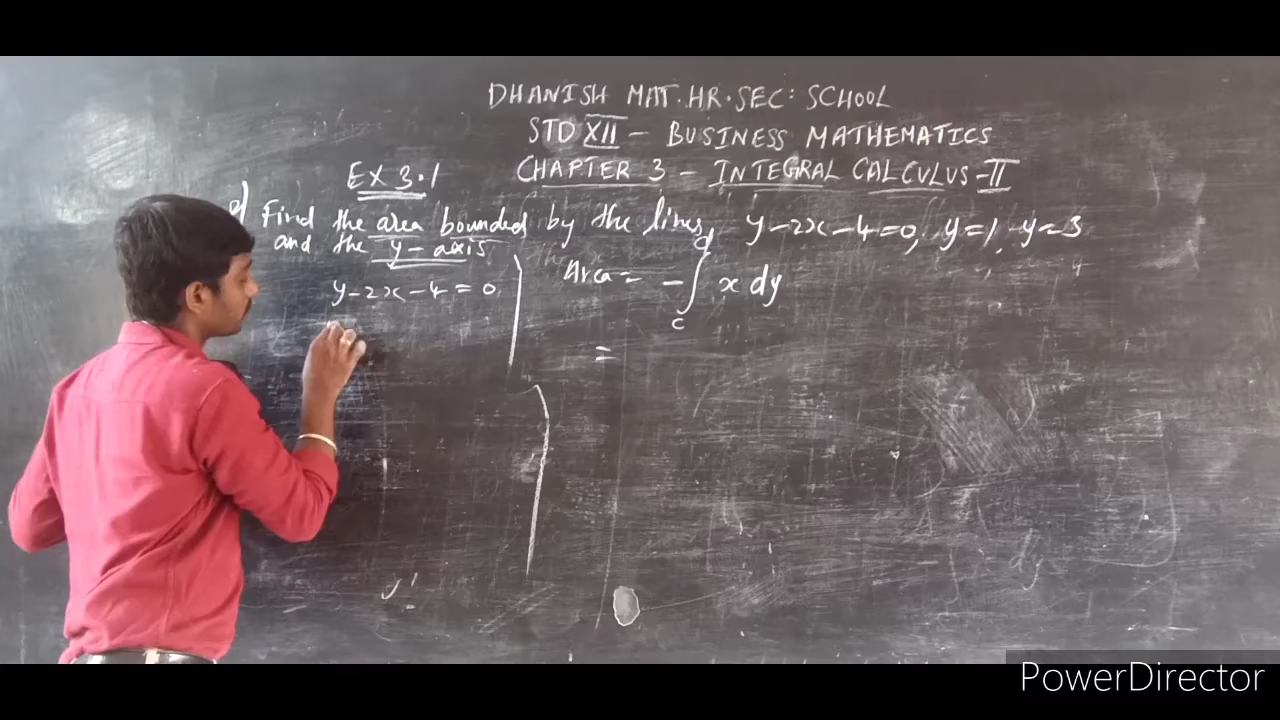 DHANISH MAT.HR.SEC: SCHOOL
STD XII - BUSINESS MATHEMATICS
EX 3.1
CHAPTER 3 - INTEGRAL CALCULUS-II
Find the area bounded by the lines, y-2x-4=0, y=1, y=3
and the y-axis
y-2x-4=0
Area = -∫_c^d x dy
=
PowerDirector